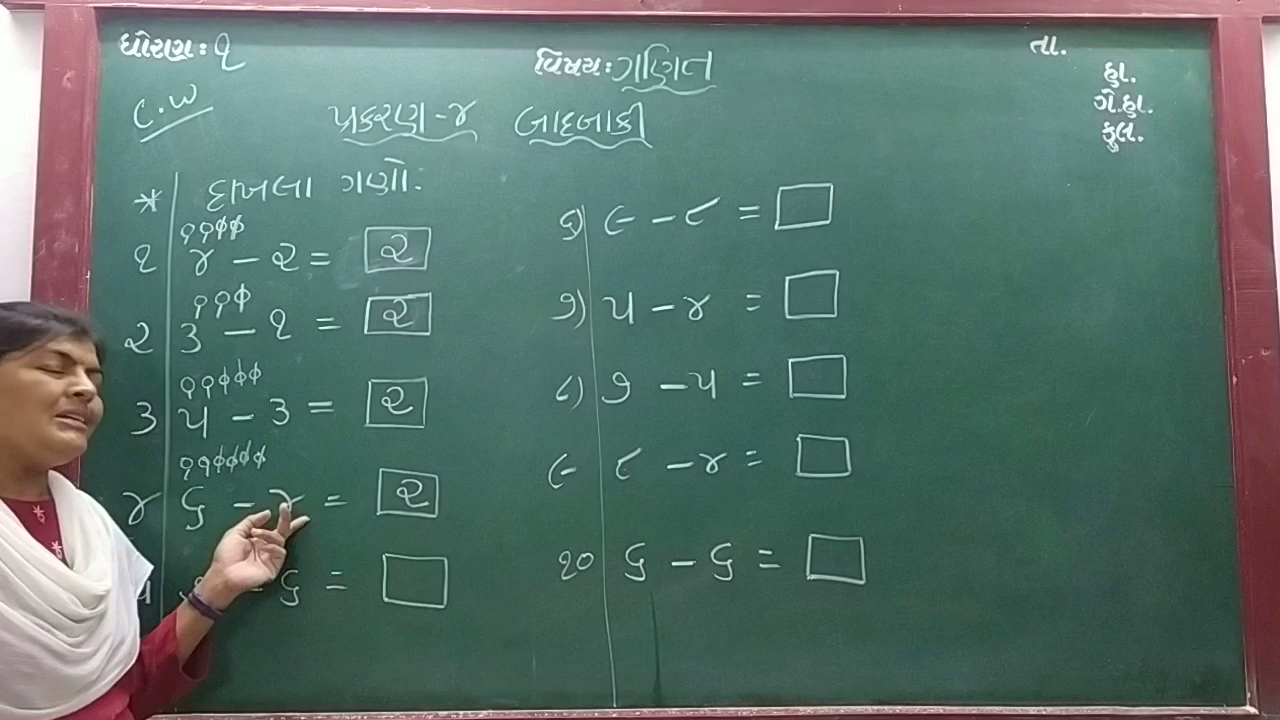 ધોરણ: ૧
વિષય: ગણિત
તા.
હા.
ગે.હા.
કુલ.
C.W
પ્રકરણ-૪ બાદબાકી
* દાખલા ગણો:
૧ ૪ - ૨ = ૨
૨ ૩ - ૧ = ૨
૩ ૫ - ૩ = ૨
૪ ૬ - ૪ = ૨
૫ - ૬ =
૬) ૯ - ૮ =
૭) ૫ - ૪ =
૮) ૭ - ૫ =
૯ ૮ - ૪ =
૧૦ ૬ - ૬ =